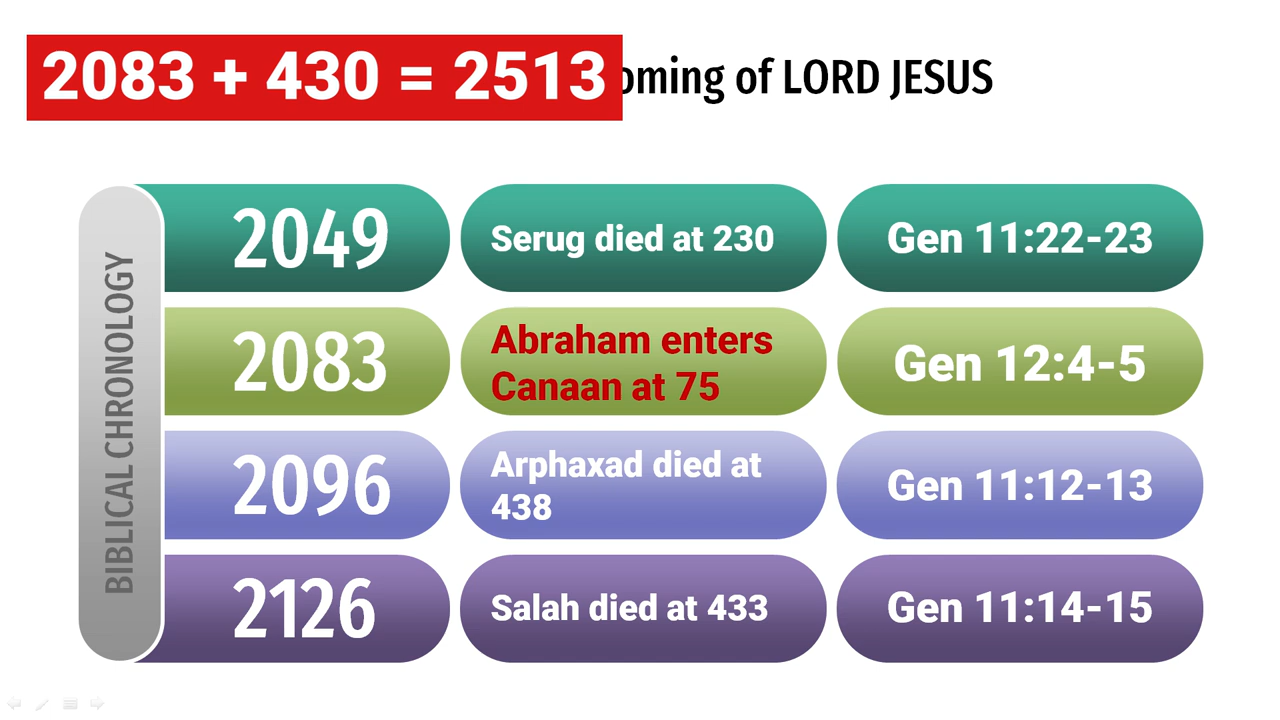 2083 + 430 = 2513
oming of LORD JESUS
BIBLICAL CHRONOLOGY
2049
Serug died at 230
Gen 11:22-23
2083
Abraham enters
Canaan at 75
Gen 12:4-5
2096
Arphaxad died at
438
Gen 11:12-13
2126
Salah died at 433
Gen 11:14-15